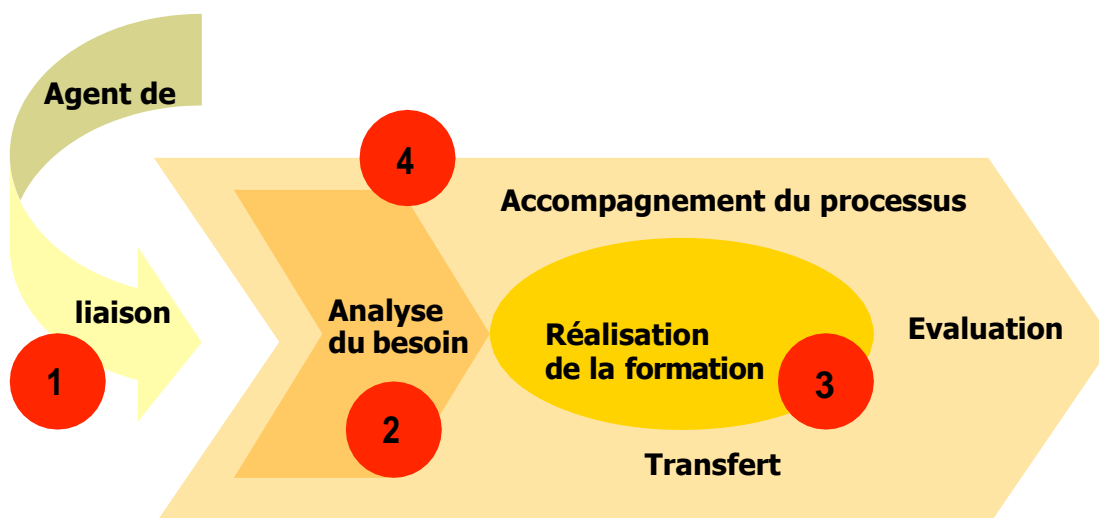 Agent de
4
Accompagnement du processus
liaison
Analyse
du besoin
Réalisation
de la formation
Evaluation
1
3
2
Transfert